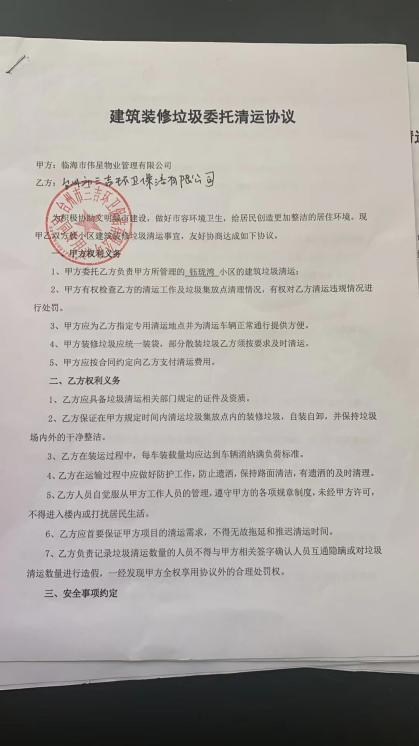 建筑装修垃圾委托清运协议
甲方：临海市伟星物业管理有限公司
乙方：台州市三吉环卫保洁有限公司
为积极协助文明城市建设，做好市容环境卫生，给居民创造更加整洁的居住环境。现
甲乙双方就小区建筑装修垃圾清运事宜，友好协商达成如下协议。
一、甲方权利义务
1、甲方委托乙方负责甲方所管理的 钰珑湾 小区的建筑垃圾清运；
2、甲方有权检查乙方的清运工作及垃圾集放点清理情况，有权对乙方清运违规情况进
行处罚。
3、甲方应为乙方指定专用清运地点并为清运车辆正常通行提供方便。
4、甲方装修垃圾应统一装袋，部分散装垃圾乙方须按要求及时清运。
5、甲方应按合同约定向乙方支付清运费用。
二、乙方权利义务
1、乙方应具备垃圾清运相关部门规定的证件及资质。
2、乙方保证在甲方规定时间内清运垃圾集放点内的装修垃圾，自装自卸，并保持垃圾
场内外的干净整洁。
3、乙方在装运过程中，每车装载量均应达到车辆消纳满负荷标准。
4、乙方在运输过程中应做好防护工作，防止遗洒，保持路面清洁，有遗洒的及时清理。
5、乙方人员自觉服从甲方工作人员的管理，遵守甲方的各项规章制度，未经甲方许可，
不得进入楼内或打扰居民生活。
6、乙方应首要保证甲方项目的清运需求，不得无故拖延和推迟清运时间。
7、乙方负责记录垃圾清运数量的人员不得与甲方相关签字确认人员互通隐瞒或对垃圾
清运数量进行造假，一经发现甲方全权享用协议外的合理处罚权。
三、安全事项约定